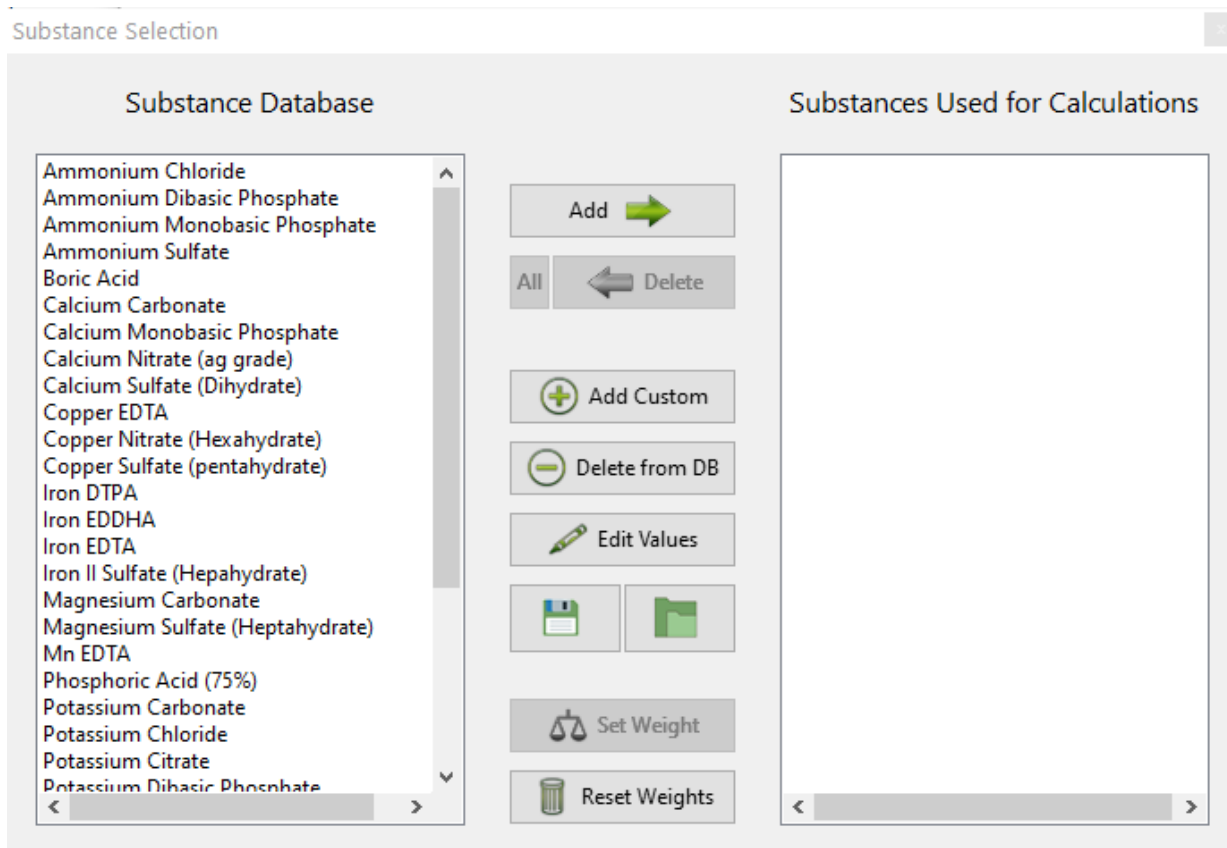 Substance Selection
Substance Database
Substances Used for Calculations
Ammonium Chloride
Ammonium Dibasic Phosphate
Ammonium Monobasic Phosphate
Ammonium Sulfate
Boric Acid
Calcium Carbonate
Calcium Monobasic Phosphate
Calcium Nitrate (ag grade)
Calcium Sulfate (Dihydrate)
Copper EDTA
Copper Nitrate (Hexahydrate)
Copper Sulfate (pentahydrate)
Iron DTPA
Iron EDDHA
Iron EDTA
Iron II Sulfate (Hepahydrate)
Magnesium Carbonate
Magnesium Sulfate (Heptahydrate)
Mn EDTA
Phosphoric Acid (75%)
Potassium Carbonate
Potassium Chloride
Potassium Citrate
Potassium Dibasic Phosphate
Add
All
Delete
Add Custom
Delete from DB
Edit Values
Set Weight
Reset Weights